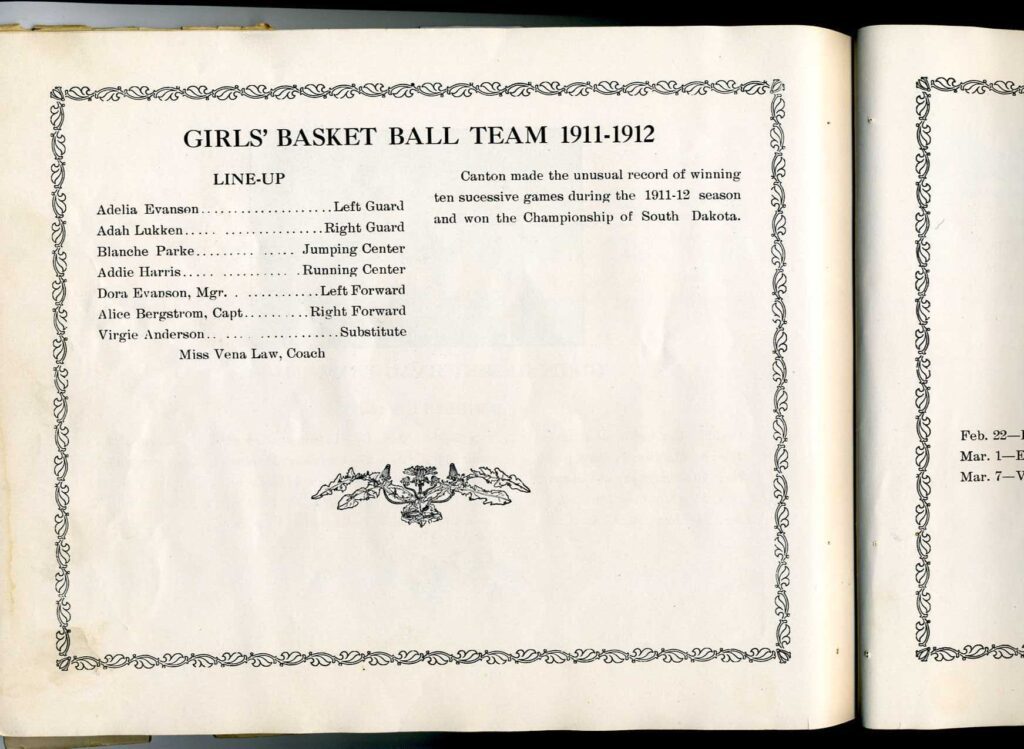 GIRLS' BASKET BALL TEAM 1911-1912
LINE-UP
Adelia Evanson...................Left Guard
Adah Lukken..... ...............Right Guard
Blanche Parke......... ..... Jumping Center
Addie Harris..... .......... .Running Center
Dora Evanson, Mgr. . ...........Left Forward
Alice Bergstrom, Capt..........Right Forward
Virgie Anderson.. .. ................Substitute
Miss Vena Law, Coach
Canton made the unusual record of winning
ten sucessive games during the 1911-12 season
and won the Championship of South Dakota.
Feb. 22—
Mar. 1—E
Mar. 7—V